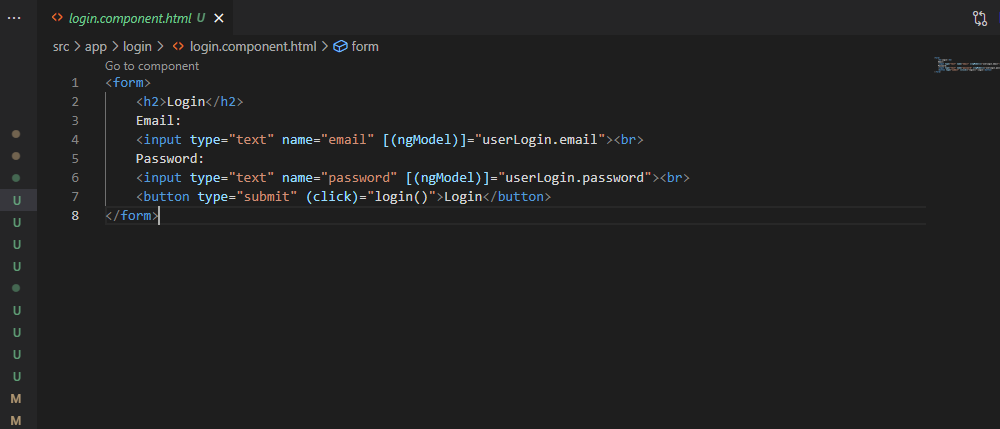 ... login.component.html U ×
src > app > login > <> login.component.html > form
Go to component
1 <form>
2 <h2>Login</h2>
3 Email:
4 <input type="text" name="email" [(ngModel)]="userLogin.email"><br>
5 Password:
6 <input type="text" name="password" [(ngModel)]="userLogin.password"><br>
7 <button type="submit" (click)="login()">Login</button>
8 </form>
U
U
U
U
U
U
U
U
M
M